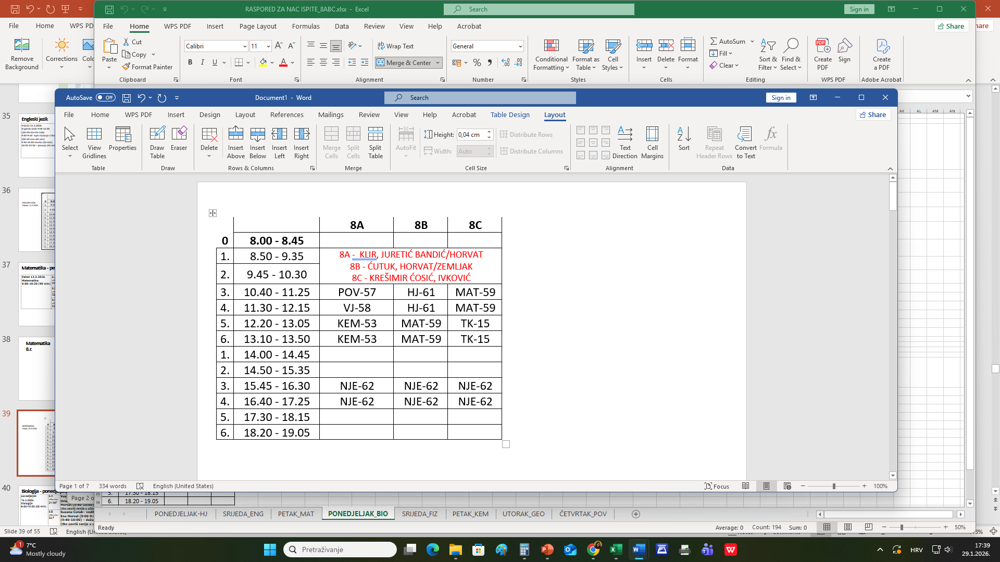 RASPORED ZA NAC ISPITE_8ABC.xlsx - Excel
Search
Sign in
File Home WPS PD
File Home WPS PDF Insert Page Layout Formulas Data Review View Help Acrobat
Share
Remove Background
Corrections
Paste
Cut
Copy
Format Painter
Clipboard
Calibri 11
B I U
Font
Wrap Text
Merge & Center
Alignment
General
Number
Conditional Formatting
Format as Table
Cell Styles
Styles
Insert Delete Format
Cells
AutoSum
Fill
Clear
Sort & Filter
Find & Select
Editing
Create PDF
Sign
WPS PDF
Create a PDF
Adobe Acrobat
AutoSave Off
Document1 - Word
Search
Sign in
File Home WPS PDF Insert Design Layout References Mailings Review View Help Acrobat Table Design Layout
Share
Select
View Gridlines
Properties
Table
Draw Table
Eraser
Draw
Delete
Insert Above
Insert Below
Insert Left
Insert Right
Rows & Columns
Merge Cells
Split Cells
Split Table
Merge
AutoFit
Height: 0,04 cm
Width: Auto
Distribute Rows
Distribute Columns
Cell Size
Text Direction
Cell Margins
Alignment
Sort
Repeat Header Rows
Convert to Text
Formula
Data
AK AL AM AN
8A 8B 8C
0 8.00 - 8.45
1. 8.50 - 9.35
2. 9.45 - 10.30
8A - KLIR, JURETIĆ BANDIĆ/HORVAT
8B - ĆUTUK, HORVAT/ZEMLJAK
8C - KREŠIMIR ĆOSIĆ, IVKOVIĆ
3. 10.40 - 11.25 POV-57 HJ-61 MAT-59
4. 11.30 - 12.15 VJ-58 HJ-61 MAT-59
5. 12.20 - 13.05 KEM-53 MAT-59 TK-15
6. 13.10 - 13.50 KEM-53 MAT-59 TK-15
1. 14.00 - 14.45
2. 14.50 - 15.35
3. 15.45 - 16.30 NJE-62 NJE-62 NJE-62
4. 16.40 - 17.25 NJE-62 NJE-62 NJE-62
5. 17.30 - 18.15
6. 18.20 - 19.05
35
Engleski jezik
36
37
Matematika - pe
38
Matematika
8.r.
39
40
Biologija - ponedjeljak
Page 1 of 7 334 words English (United States)
Focus
100%
Page 2 o
35 5. 17.30 - 18.15
36 6. 18.20 - 19.05
PONEDJELJAK-HJ SRIJEDA_ENG PETAK_MAT PONEDJELJAK_BIO SRIJEDA_FIZ PETAK_KEM UTORAK_GEO ČETVRTAK_POV
Ready
Average: 0 Count: 194 Sum: 0
50%
Slide 39 of 55 English (United States)
1
7°C
Mostly cloudy
Pretraživanje
HRV
17:39
29.1.2026.